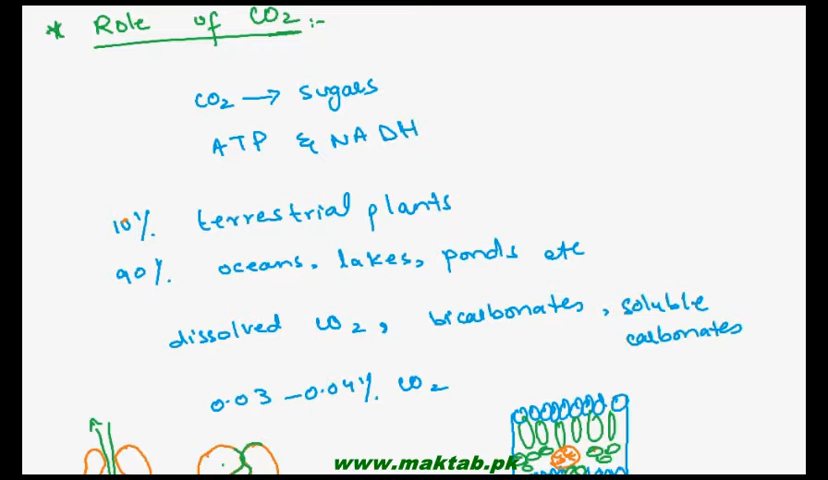 * Role of CO2 :-
CO2 → sugars
ATP & NADH
10% terrestrial plants
90% oceans, lakes, ponds etc
dissolved CO2, bicarbonates, soluble carbonates
0.03 - 0.04% CO2
www.maktab.pk